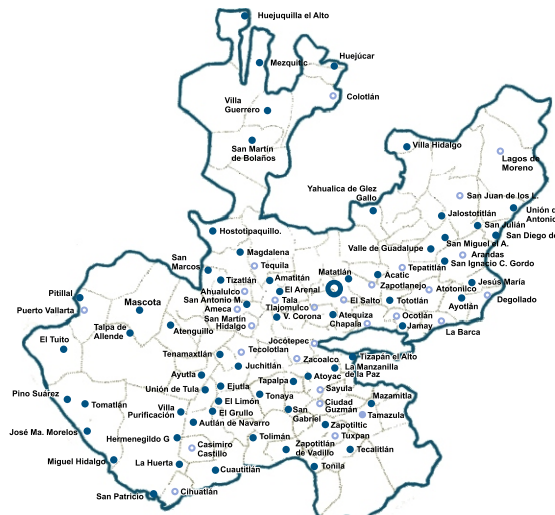 Huejuquilla el Alto
Mezquitic
Huejúcar
Colotlán
Villa
Guerrero
San Martín
de Bolaños
Villa Hidalgo
Lagos de
Moreno
Yahualica de Glez
Gallo
San Juan de los L.
Unión d
Antonio
Jalostotitlán
San Julián
San Diego de
Hostotipaquillo.
Valle de Guadalupe
San Miguel el A.
Arandas
San Ignacio C. Gordo
Magdalena
San
Marcos
Tequila
Matatlán
Tepatitlán
Acatic
Tizatlán
Amatitán
Zapotlanejo
Atotonilco
Jesús María
Ahualulco
El Arenal
Pitillal
Mascota
San Antonio M.
Tala
El Salto
Tototlán
Ayotlán
Degollado
Puerto Vallarta
Ameca
Tlajomulco
San Martín
Hidalgo
V. Corona
Atequiza
Chapala
Ocotlán
Jamay
La Barca
Talpa de
Allende
Atenguillo
El Tuito
Jocótepec
Tenamaxtlán
Tecolotlan
Zacoalco
Tizapán el Alto
La Manzanilla
de la Paz
Juchitlán
Ayutla
Atoyac
Tapalpa
Unión de Tula
Ejutla
Sayula
Pino Suárez
Tomatlán
El Limón
Tonaya
Ciudad
Guzmán
Mazamitla
Villa
Purificación
El Grullo
San
Gabriel
Tamazula
Autlán de Navarro
Zapoltiltic
José Ma. Morelos
Hermenegildo G
Tolimán
Tuxpan
Casimiro
Castillo
Zapotitlán
de Vadillo
Tecalitlán
Miguel Hidalgo
La Huerta
Cuautitlán
Tonila
San Patricio
Cihuatlán